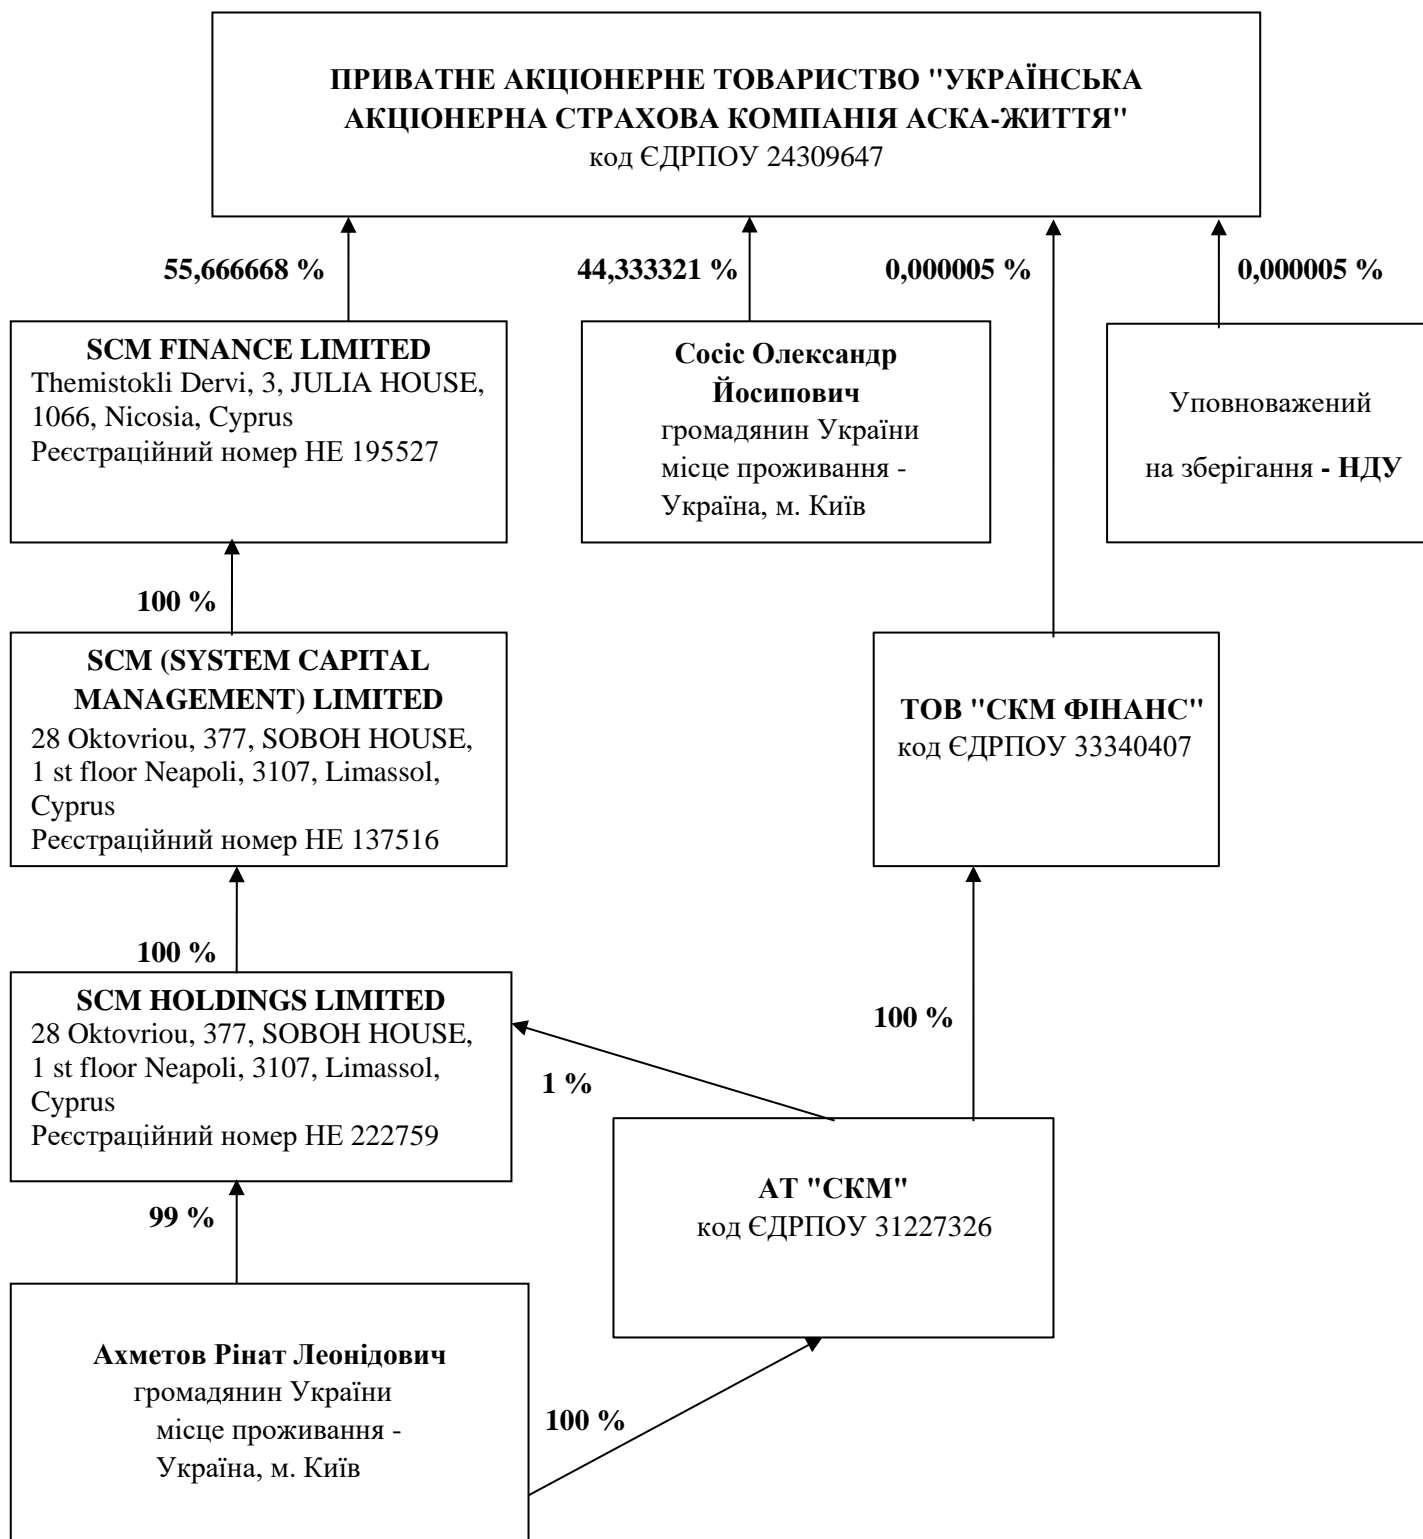 ПРИВАТНЕ АКЦІОНЕРНЕ ТОВАРИСТВО "УКРАЇНСЬКА
АКЦІОНЕРНА СТРАХОВА КОМПАНІЯ АСКА-ЖИТТЯ"
код ЄДРПОУ 24309647
55,666668 %
44,333321 %
0,000005 %
0,000005 %
SCM FINANCE LIMITED
Themistokli Dervi, 3, JULIA HOUSE,
1066, Nicosia, Cyprus
Реєстраційний номер HE 195527
Сосіс Олександр
Йосипович
громадянин України
місце проживання -
Україна, м. Київ
Уповноважений
на зберігання - НДУ
100 %
SCM (SYSTEM CAPITAL
MANAGEMENT) LIMITED
28 Oktovriou, 377, SOBOH HOUSE,
1 st floor Neapoli, 3107, Limassol,
Cyprus
Реєстраційний номер HE 137516
ТОВ "СКМ ФІНАНС"
код ЄДРПОУ 33340407
100 %
SCM HOLDINGS LIMITED
28 Oktovriou, 377, SOBOH HOUSE,
1 st floor Neapoli, 3107, Limassol,
Cyprus
Реєстраційний номер HE 222759
100 %
1 %
АТ "СКМ"
код ЄДРПОУ 31227326
99 %
Ахметов Рінат Леонідович
громадянин України
місце проживання -
Україна, м. Київ
100 %